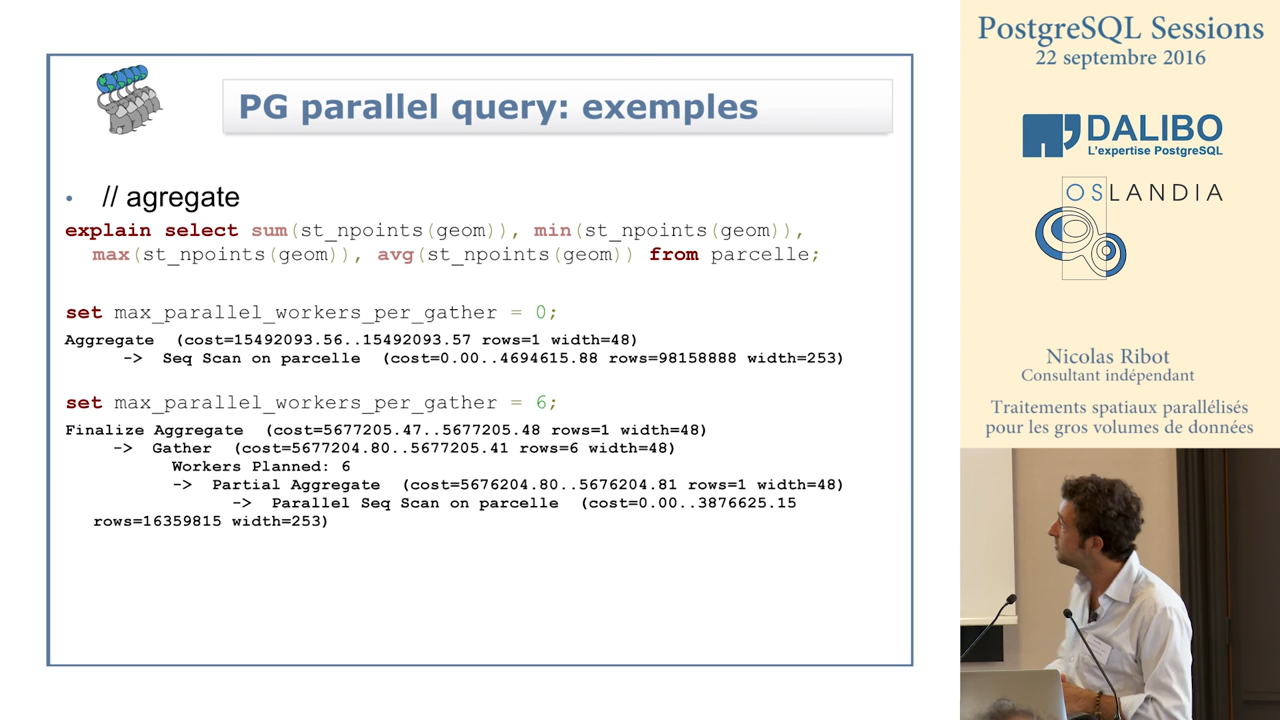 PG parallel query: exemples
• // agregate
explain select sum(st_npoints(geom)), min(st_npoints(geom)),
max(st_npoints(geom)), avg(st_npoints(geom)) from parcelle;
set max_parallel_workers_per_gather = 0;
Aggregate (cost=15492093.56..15492093.57 rows=1 width=48)
-> Seq Scan on parcelle (cost=0.00..4694615.88 rows=98158888 width=253)
set max_parallel_workers_per_gather = 6;
Finalize Aggregate (cost=5677205.47..5677205.48 rows=1 width=48)
-> Gather (cost=5677204.80..5677205.41 rows=6 width=48)
Workers Planned: 6
-> Partial Aggregate (cost=5676204.80..5676204.81 rows=1 width=48)
-> Parallel Seq Scan on parcelle (cost=0.00..3876625.15
rows=16359815 width=253)
PostgreSQL Sessions
22 septembre 2016
DALIBO
L'expertise PostgreSQL
OSLANDIA
Nicolas Ribot
Consultant indépendant
Traitements spatiaux parallélisés
pour les gros volumes de données